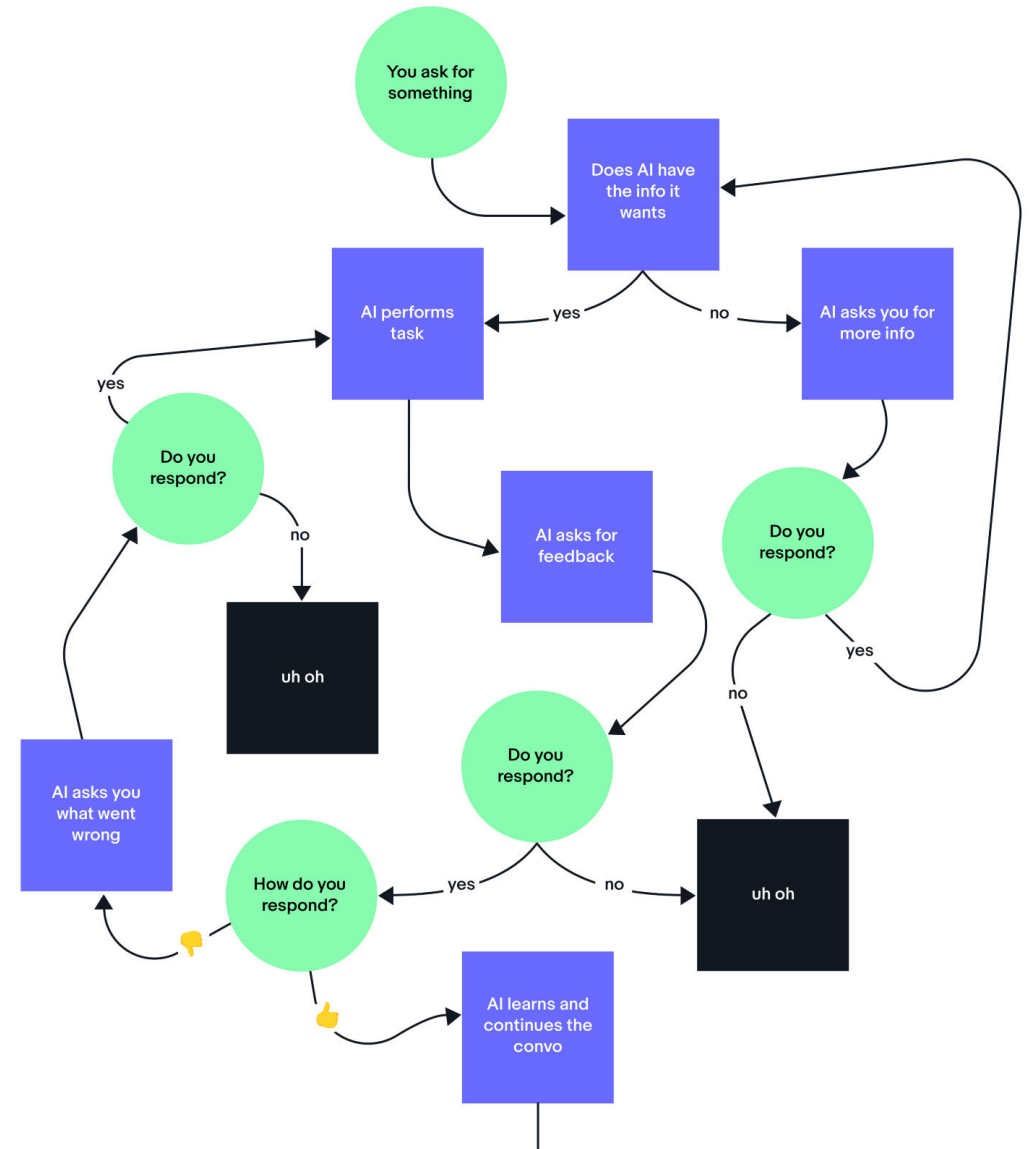 You ask for
something
Does AI have
the info it
wants
yes
no
AI performs
task
AI asks you for
more info
yes
Do you
respond?
no
AI asks for
feedback
Do you
respond?
yes
no
uh oh
Do you
respond?
AI asks you
what went
wrong
How do you
respond?
yes
no
uh oh
AI learns and
continues the
convo